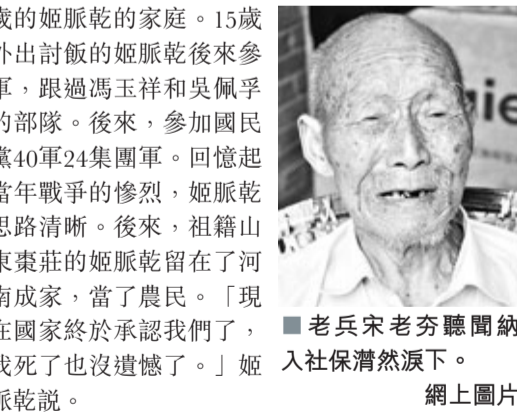 歲的姬脈乾的家庭。15歲
外出討飯的姬脈乾後來參
軍，跟過馮玉祥和吳佩孚
的部隊。後來，參加國民
黨40軍24集團軍。回憶起
當年戰爭的慘烈，姬脈乾
思路清晰。後來，祖籍山
東棗莊的姬脈乾留在了河
南成家，當了農民。「現
在國家終於承認我們了，
我死了也沒遺憾了。」姬
脈乾説。
■老兵宋老夯聽聞納
入社保潸然淚下。
網上圖片